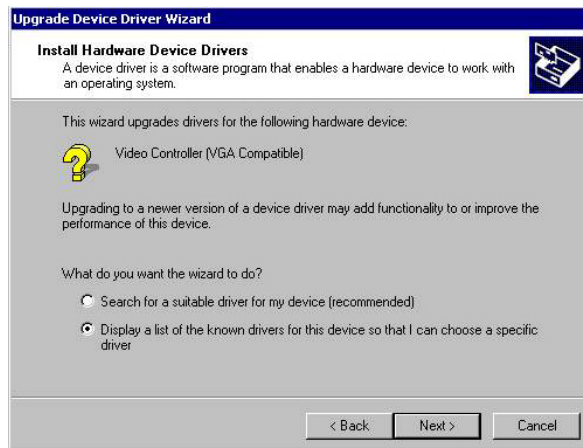 Upgrade Device Driver Wizard
Install Hardware Device Drivers
A device driver is a software program that enables a hardware device to work with
an operating system.
This wizard upgrades drivers for the following hardware device:
Video Controller (VGA Compatible)
Upgrading to a newer version of a device driver may add functionality to or improve the
performance of this device.
What do you want the wizard to do?
Search for a suitable driver for my device (recommended)
Display a list of the known drivers for this device so that I can choose a specific
driver
< Back Next > Cancel